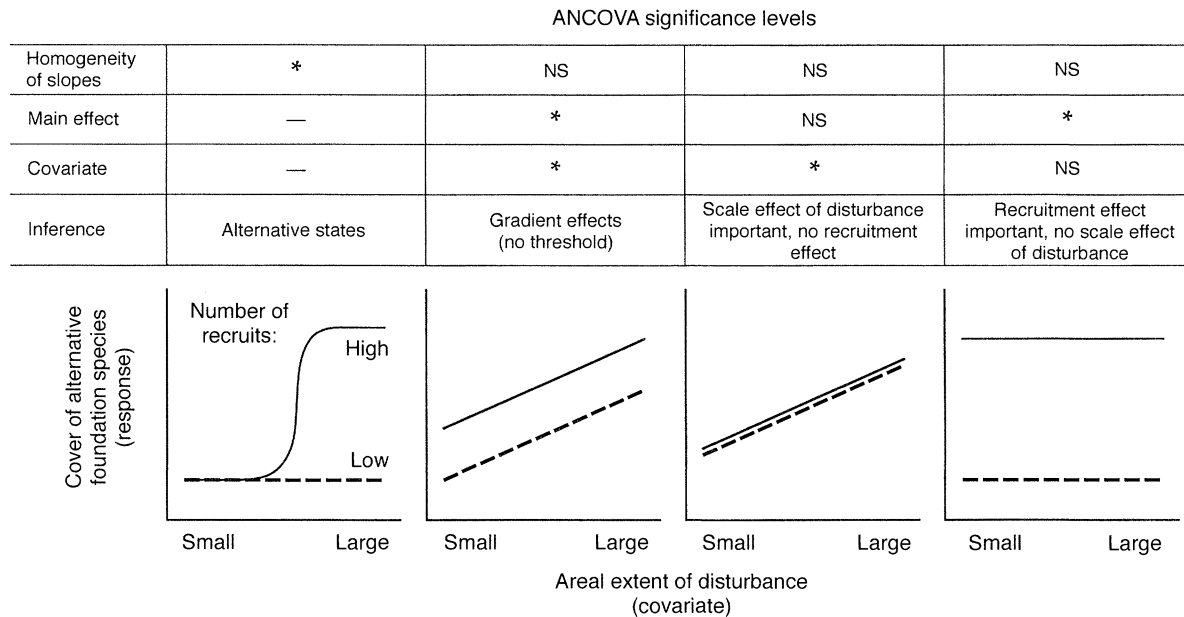 ANCOVA significance levels
Homogeneity
of slopes
*
NS
NS
NS
Main effect
—
*
NS
*
Covariate
—
*
*
NS
Inference
Alternative states
Gradient effects
(no threshold)
Scale effect of disturbance
important, no recruitment
effect
Recruitment effect
important, no scale effect
of disturbance
Cover of alternative
foundation species
(response)
Number of
recruits:
High
Low
Small
Large
Small
Large
Small
Large
Small
Large
Areal extent of disturbance
(covariate)